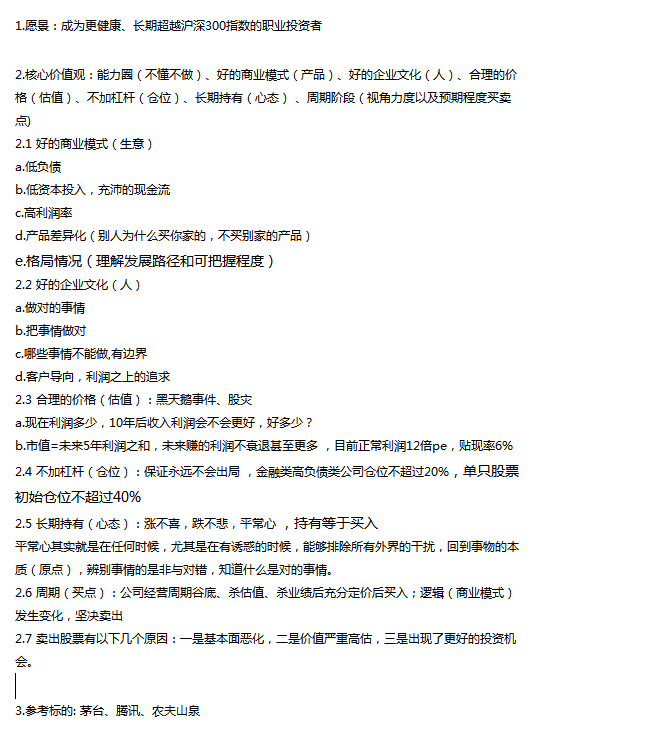 1.愿景：成为更健康、长期超越沪深300指数的职业投资者
2.核心价值观：能力圈（不懂不做）、好的商业模式（产品）、好的企业文化（人）、合理的价
格（估值）、不加杠杆（仓位）、长期持有（心态） 、周期阶段（视角力度以及预期程度买卖
点)
2.1 好的商业模式（生意）
a.低负债
b.低资本投入，充沛的现金流
c.高利润率
d.产品差异化（别人为什么买你家的，不买别家的产品）
e.格局情况（理解发展路径和可把握程度）
2.2 好的企业文化（人）
a.做对的事情
b.把事情做对
c.哪些事情不能做,有边界
d.客户导向，利润之上的追求
2.3 合理的价格（估值）：黑天鹅事件、股灾
a.现在利润多少，10年后收入利润会不会更好，好多少？
b.市值=未来5年利润之和，未来赚的利润不衰退甚至更多 ，目前正常利润12倍pe，贴现率6%
2.4 不加杠杆（仓位）：保证永远不会出局 ，金融类高负债类公司仓位不超过20%，单只股票
初始仓位不超过40%
2.5 长期持有（心态）：涨不喜，跌不悲，平常心 ，持有等于买入
平常心其实就是在任何时候，尤其是在有诱惑的时候，能够排除所有外界的干扰，回到事物的本
质（原点），辨别事情的是非与对错，知道什么是对的事情。
2.6 周期（买点）：公司经营周期谷底、杀估值、杀业绩后充分定价后买入；逻辑（商业模式）
发生变化，坚决卖出
2.7 卖出股票有以下几个原因：一是基本面恶化，二是价值严重高估，三是出现了更好的投资机
会。
3.参考标的: 茅台、腾讯、农夫山泉